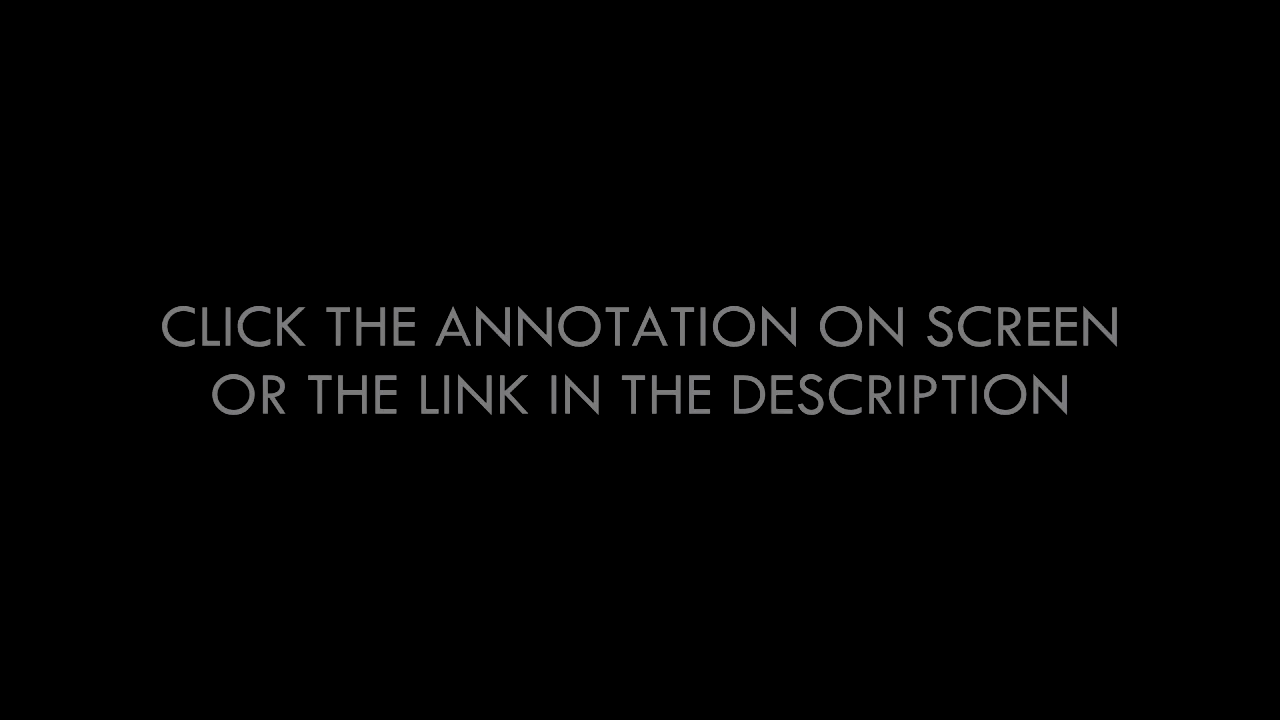 CLICK THE ANNOTATION ON SCREEN
OR THE LINK IN THE DESCRIPTION